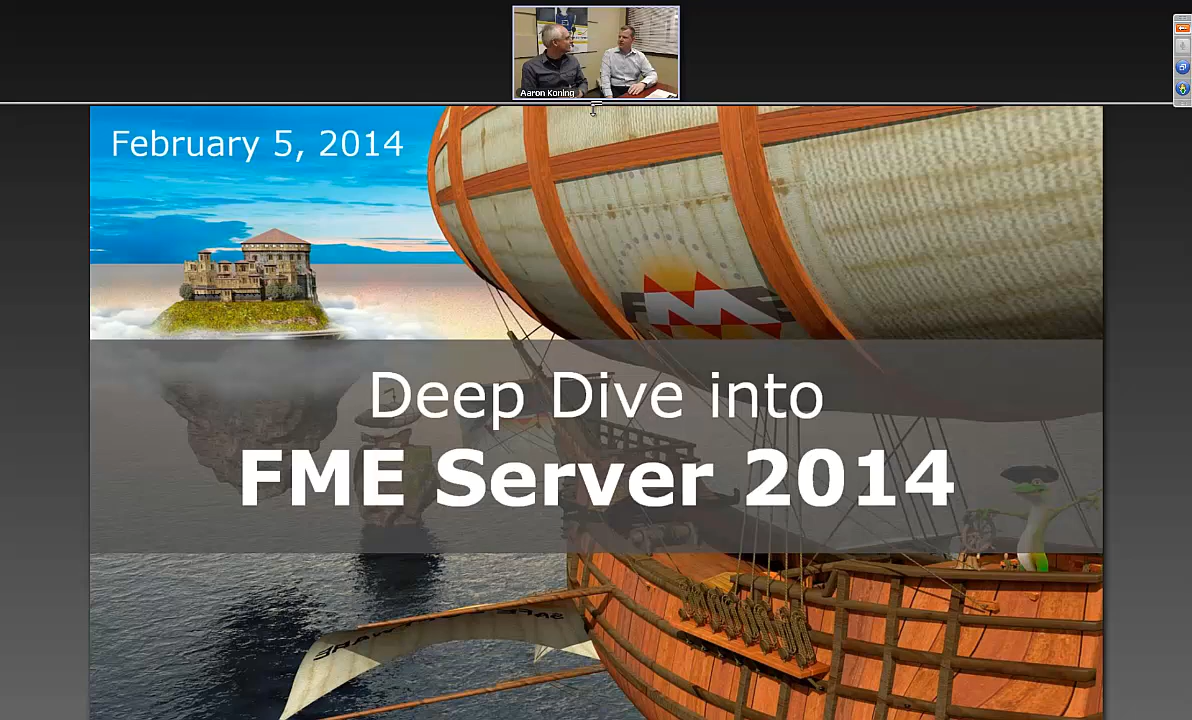 Aaron Koning
February 5, 2014
FME
Deep Dive into
FME Server 2014